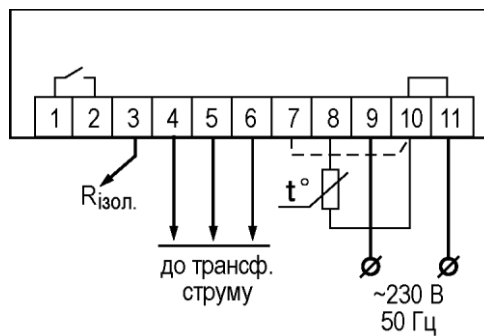 1 2 3 4 5 6 7 8 9 10 11
Rізол.
t°
до трансф.
струму
~230 В
50 Гц